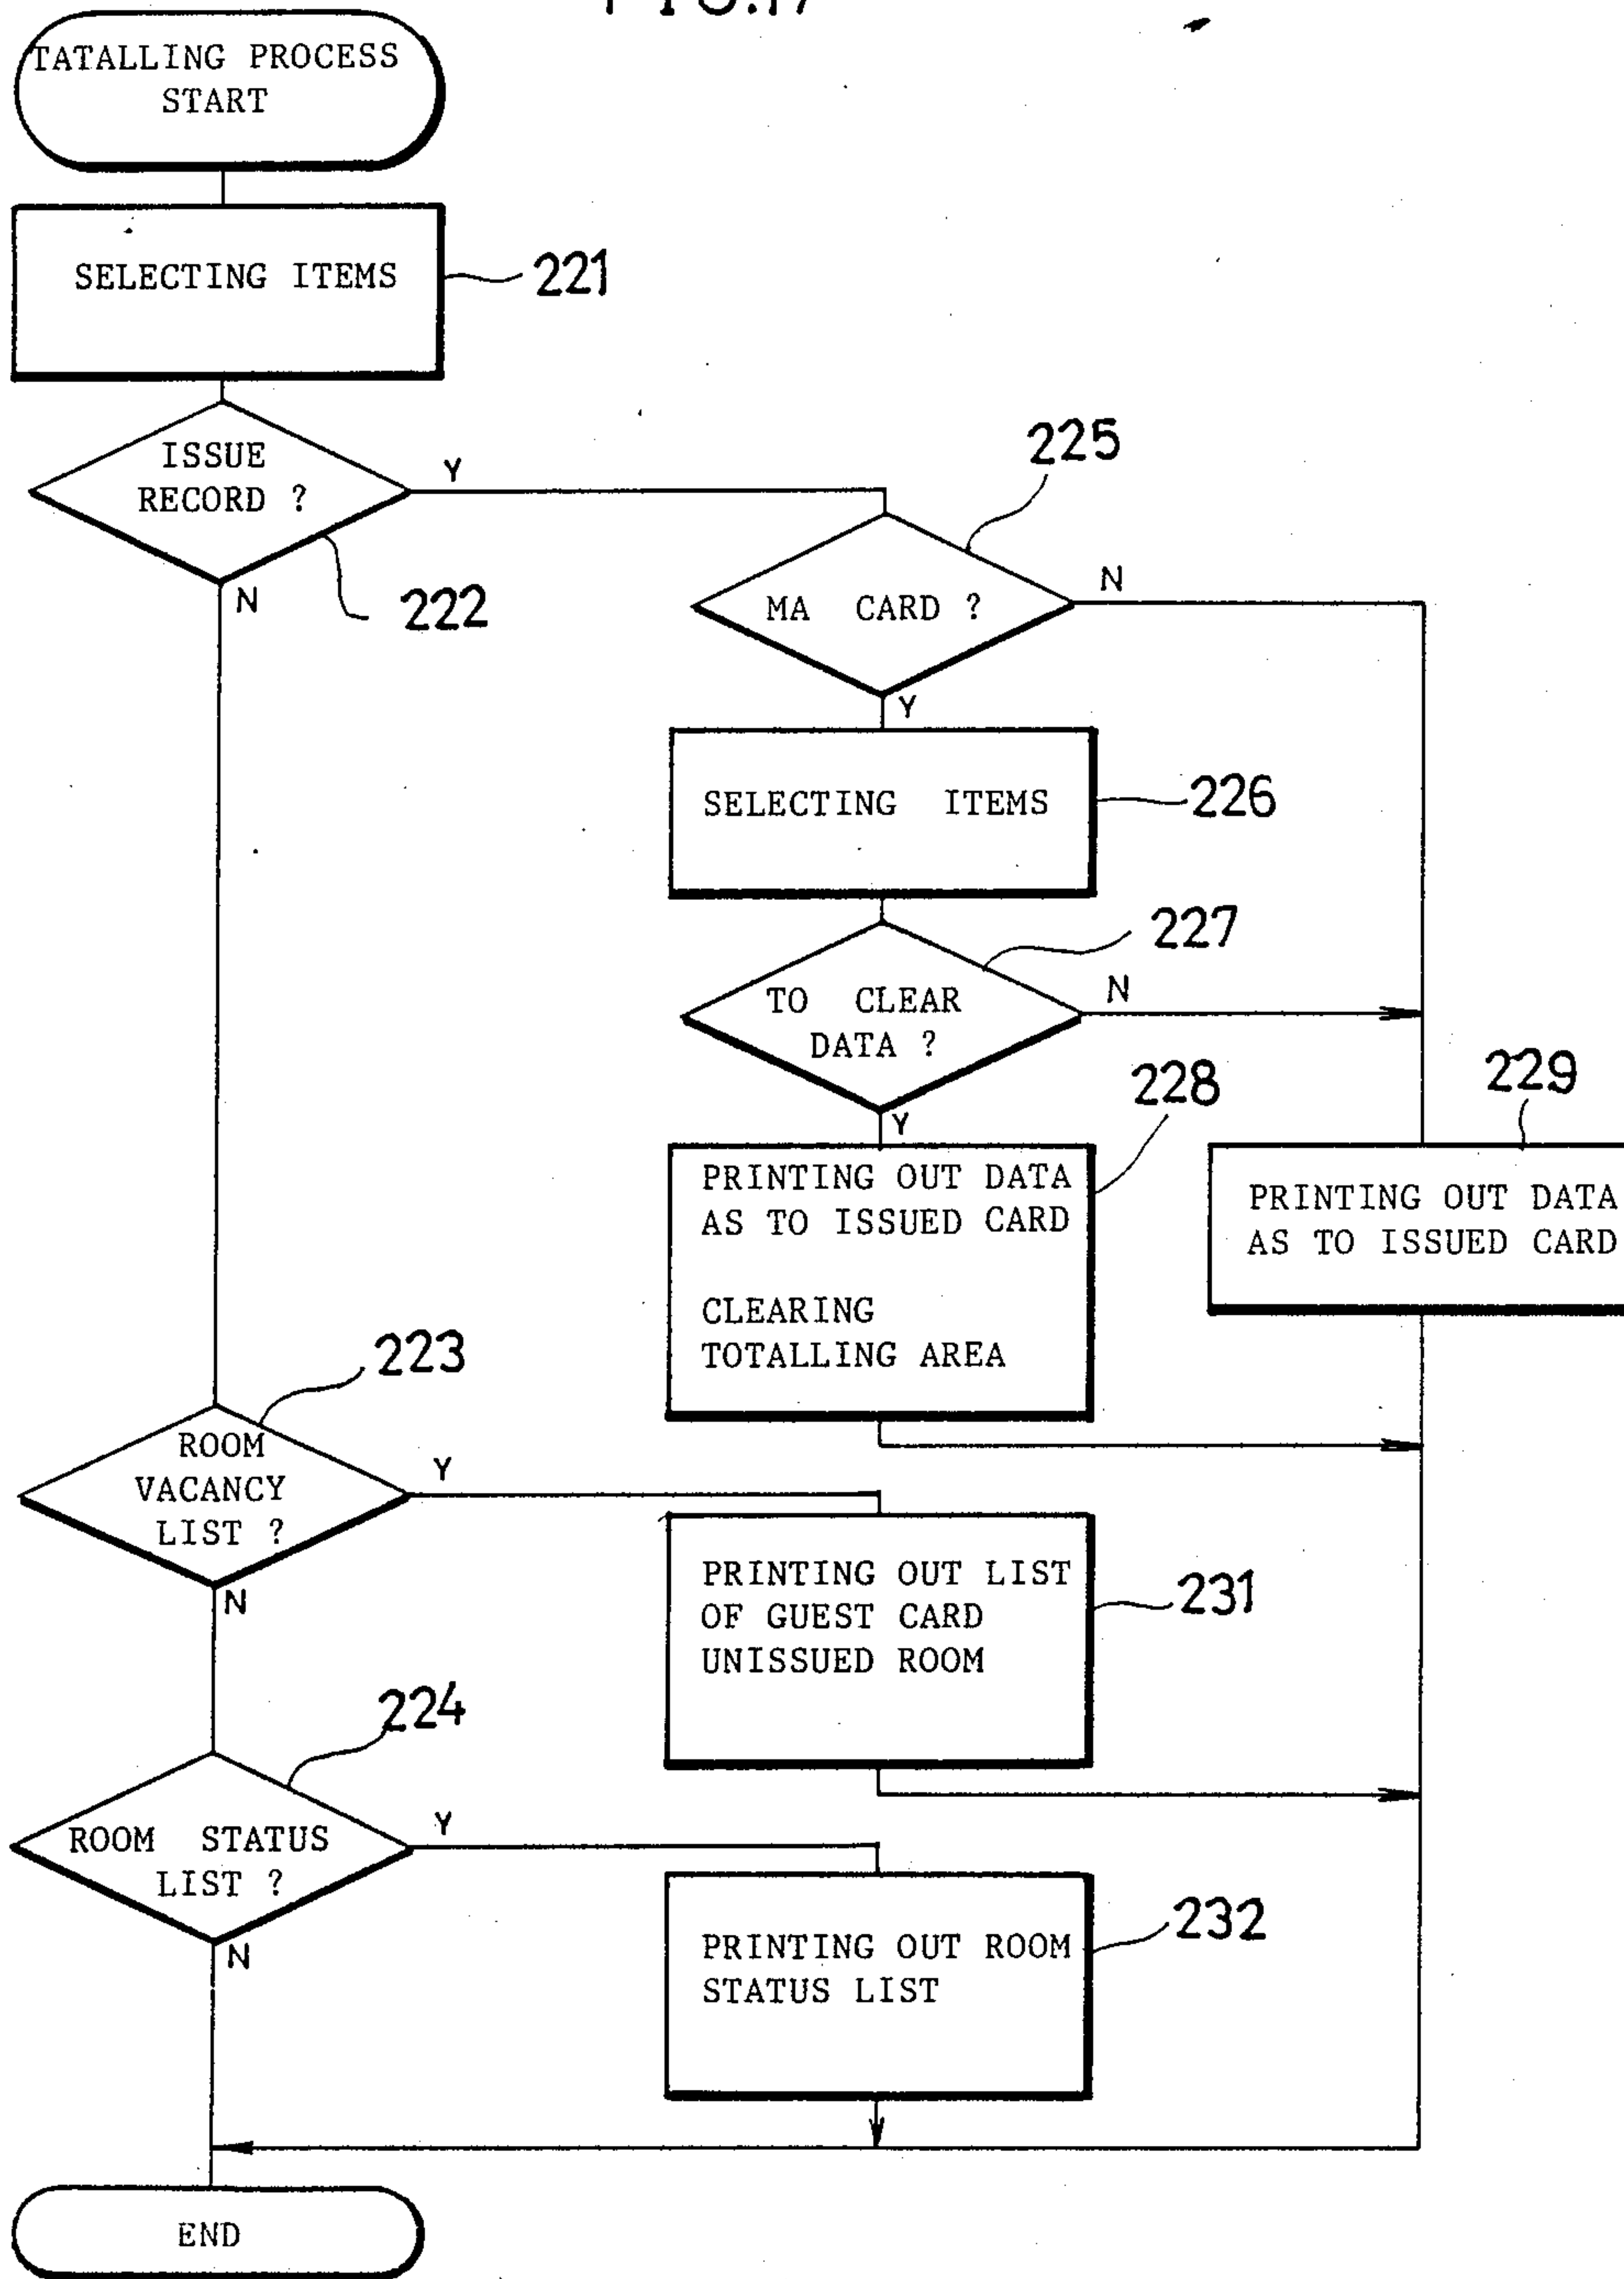 FIG.17
TATALLING PROCESS
START
SELECTING ITEMS
221
ISSUE
RECORD ?
Y
N
222
225
MA CARD ?
N
Y
SELECTING ITEMS
226
227
TO CLEAR
DATA ?
N
Y
228
229
PRINTING OUT DATA
AS TO ISSUED CARD
CLEARING
TOTALLING AREA
PRINTING OUT DATA
AS TO ISSUED CARD
223
ROOM
VACANCY
LIST ?
Y
N
PRINTING OUT LIST
OF GUEST CARD
UNISSUED ROOM
231
224
ROOM STATUS
LIST ?
Y
N
PRINTING OUT ROOM
STATUS LIST
232
END